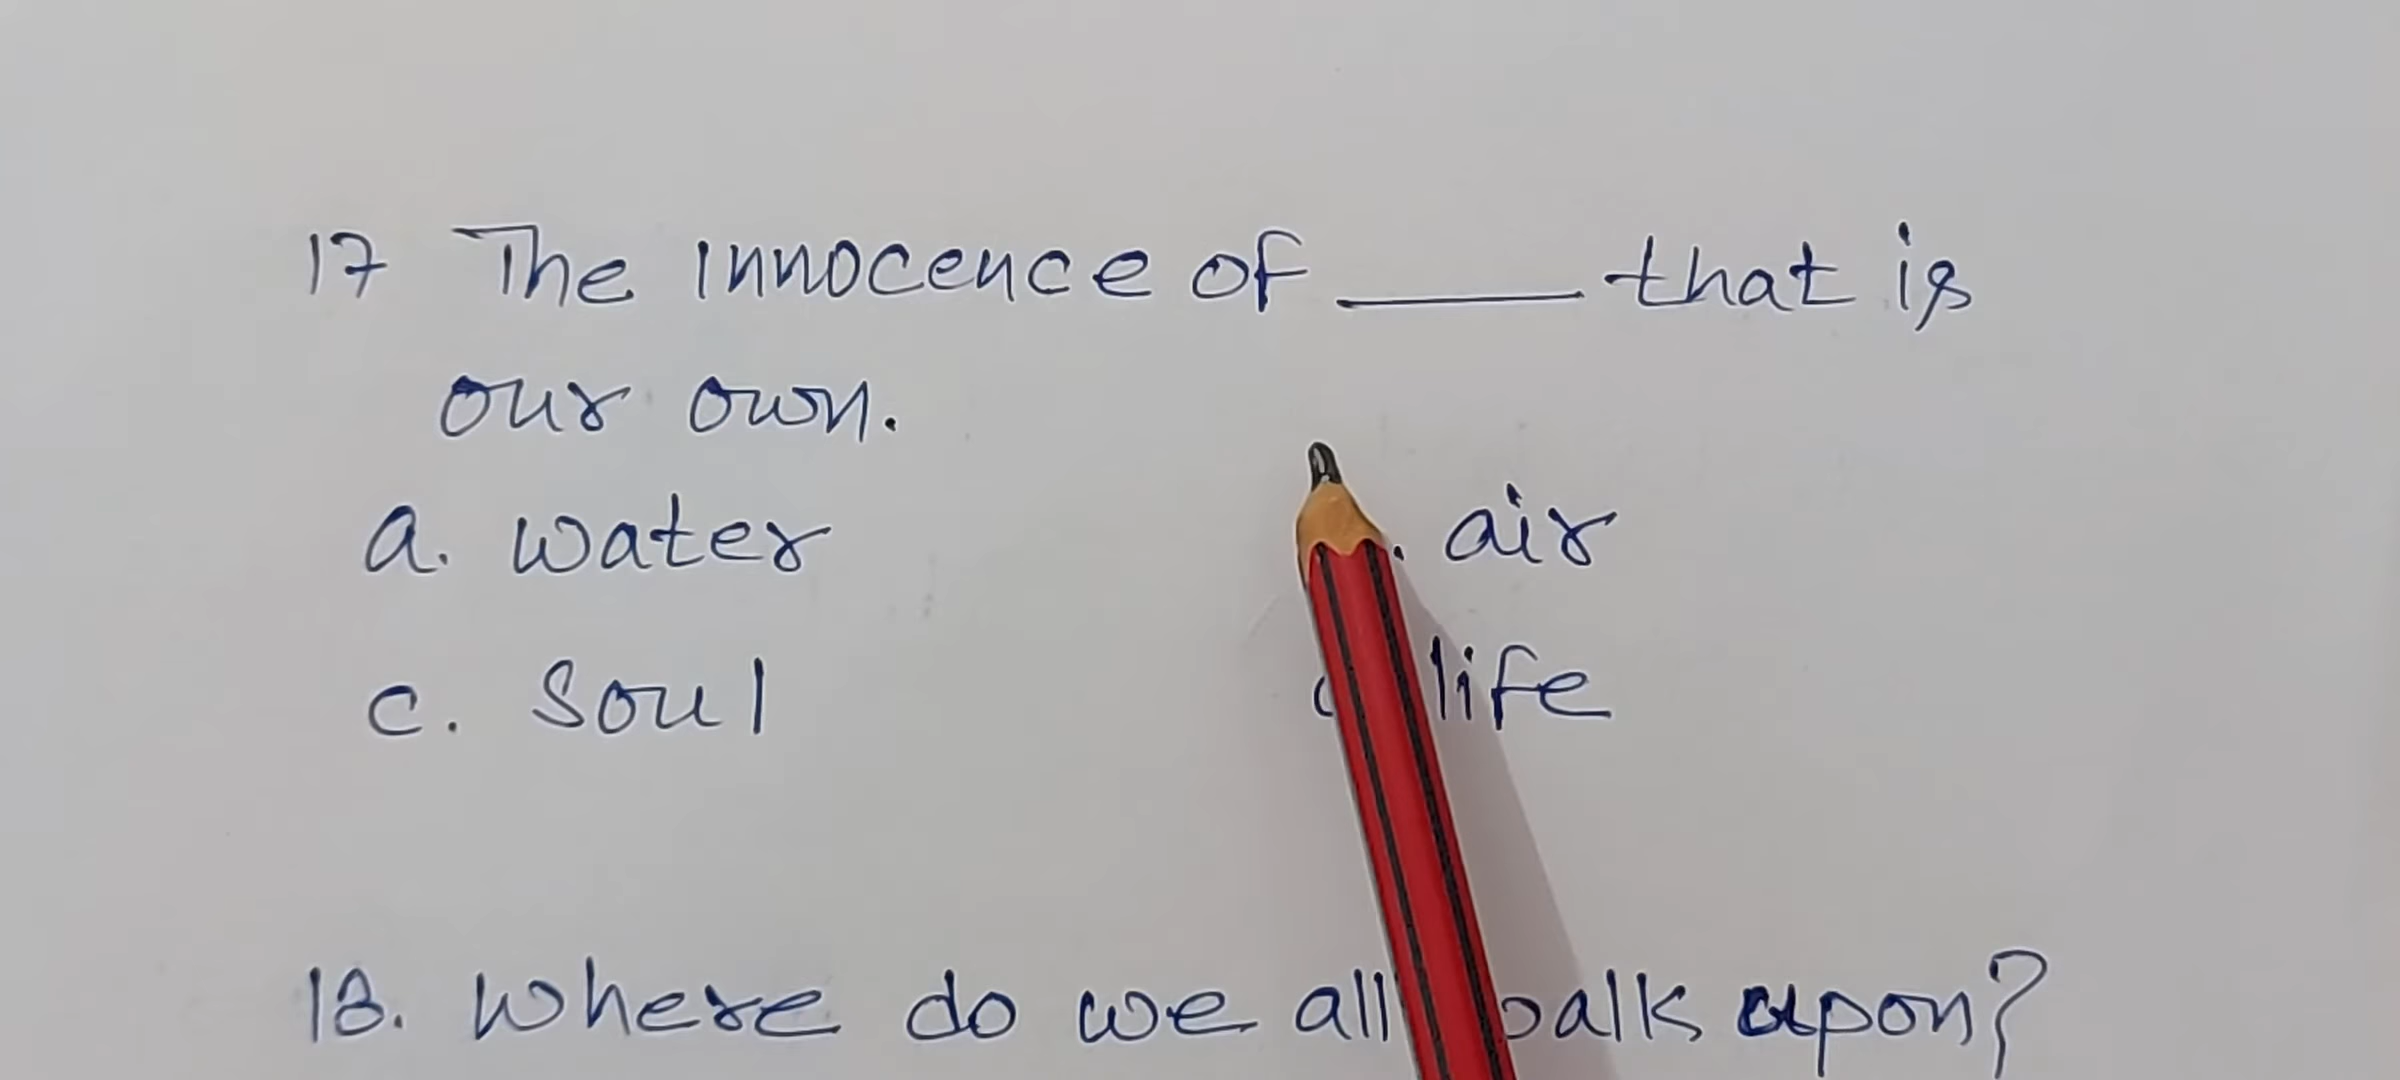 17 The innocence of ____ that is
our own.
a. water . air
c. soul life
18. Where do we all walk upon?